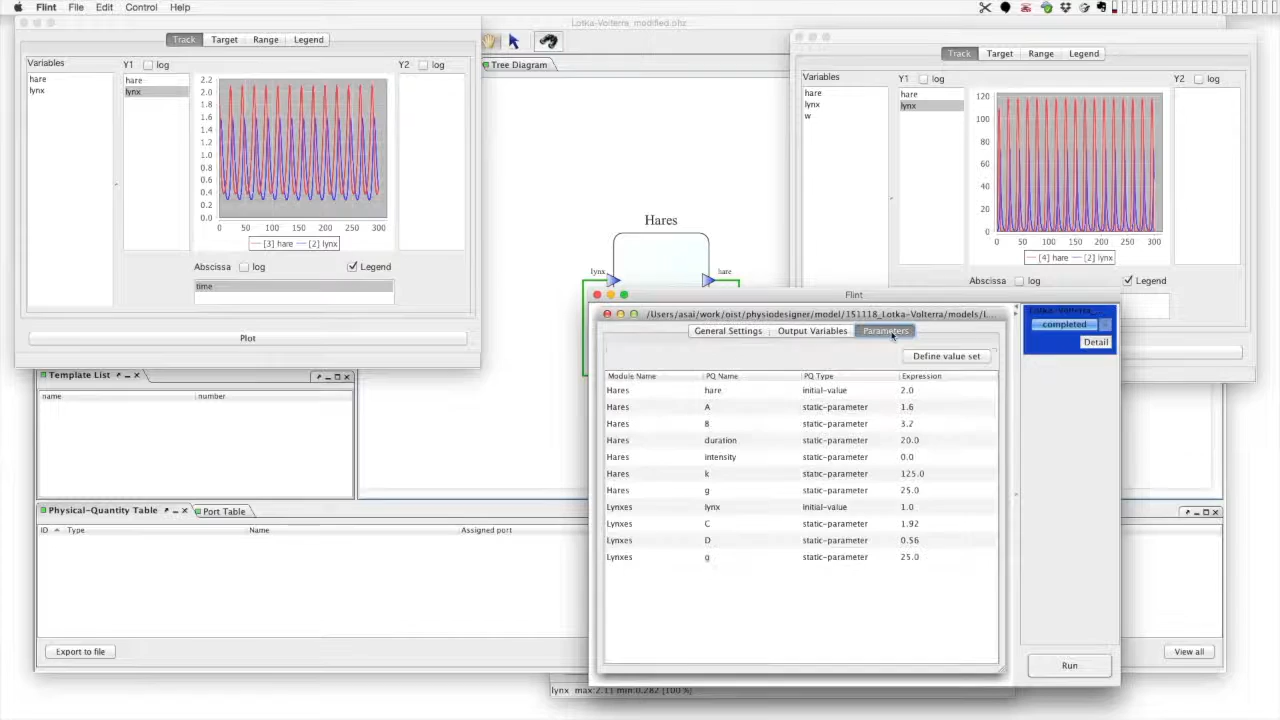 Flint File Edit Control Help
Lotka-Volterra_modified.phz
Track Target Range Legend
Variables Y1 log Y2 log
hare
lynx
hare
lynx
2.2
2.0
1.8
1.6
1.4
1.2
1.0
0.8
0.6
0.4
0.2
0.0
0 50 100 150 200 250 300
[3] hare [2] lynx
Abscissa log Legend
time
Plot
Tree Diagram
Hares
lynx hare
Track Target Range Legend
Variables Y1 log Y2 log
hare
lynx
w
hare
lynx
120
100
80
60
40
20
0
0 50 100 150 200 250 300
[4] hare [2] lynx
Abscissa log Legend
Template List
name number
Physical-Quantity Table Port Table
ID Type Name Assigned port
Export to file View all
Flint
/Users/asai/work/oist/physiodesigner/model/151118_Lotka-Volterra/models/L...
General Settings Output Variables Parameters
Define value set
Module Name PQ Name PQ Type Expression
Hares hare initial-value 2.0
Hares A static-parameter 1.6
Hares B static-parameter 3.2
Hares duration static-parameter 20.0
Hares intensity static-parameter 0.0
Hares k static-parameter 125.0
Hares g static-parameter 25.0
Lynxes lynx initial-value 1.0
Lynxes C static-parameter 1.92
Lynxes D static-parameter 0.56
Lynxes g static-parameter 25.0
Lotka-Volterra_...
completed
Detail
Run
lynx max:2.11 min:0.282 [100 %]